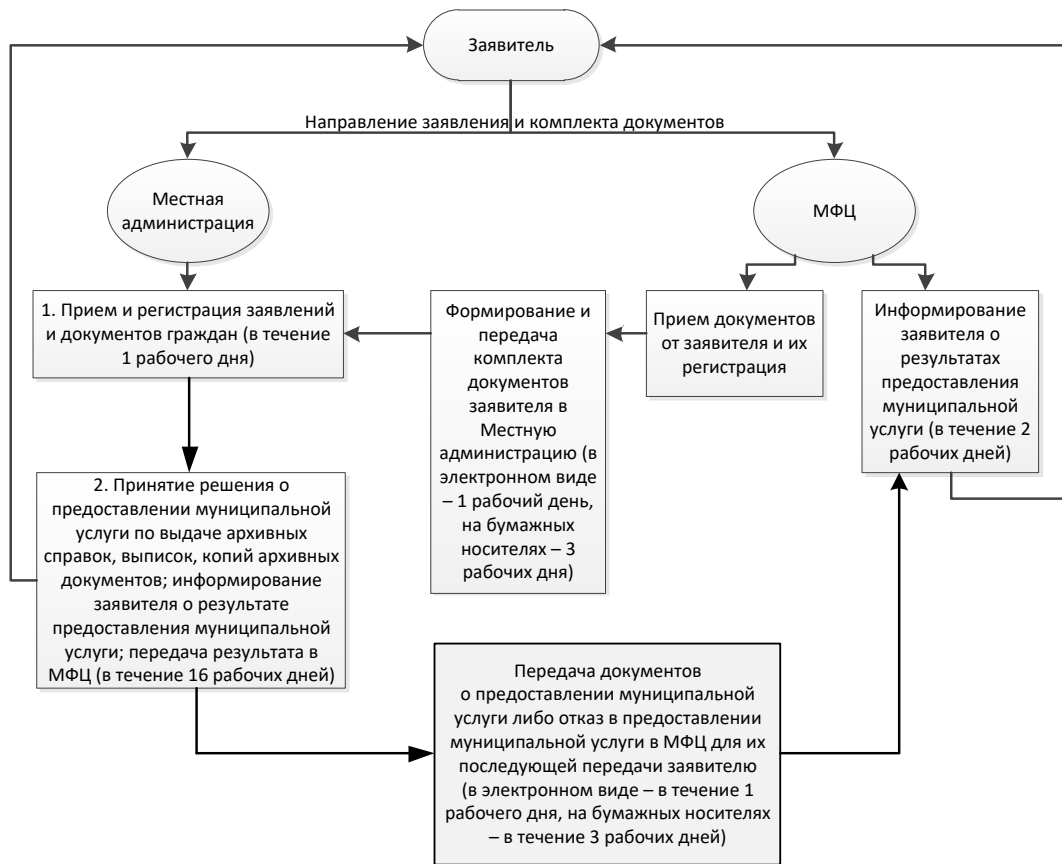 Заявитель
Направление заявления и комплекта документов
Местная
администрация
МФЦ
1. Прием и регистрация заявлений
и документов граждан (в течение
1 рабочего дня)
Формирование и
передача
комплекта
документов
заявителя в
Местную
администрацию (в
электронном виде
– 1 рабочий день,
на бумажных
носителях – 3
рабочих дня)
Прием документов
от заявителя и их
регистрация
Информирование
заявителя о
результатах
предоставления
муниципальной
услуги (в течение 2
рабочих дней)
2. Принятие решения о
предоставлении муниципальной
услуги по выдаче архивных
справок, выписок, копий архивных
документов; информирование
заявителя о результате
предоставления муниципальной
услуги; передача результата в
МФЦ (в течение 16 рабочих дней)
Передача документов
о предоставлении муниципальной
услуги либо отказ в предоставлении
муниципальной услуги в МФЦ для их
последующей передачи заявителю
(в электронном виде – в течение 1
рабочего дня, на бумажных носителях
– в течение 3 рабочих дней)